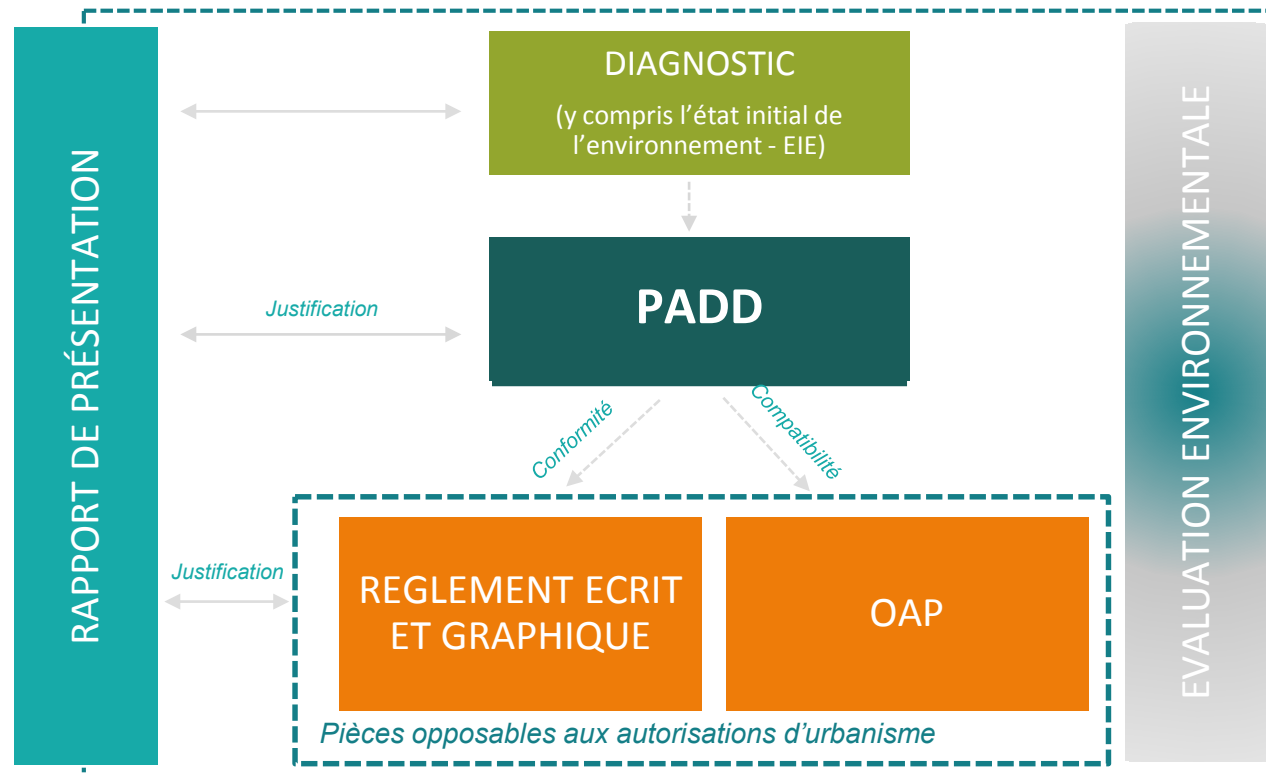 RAPPORT DE PRÉSENTATION
DIAGNOSTIC
(y compris l’état initial de
l’environnement - EIE)
Justification
PADD
Conformité
Compatibilité
Justification
REGLEMENT ECRIT
ET GRAPHIQUE
OAP
Pièces opposables aux autorisations d’urbanisme
EVALUATION ENVIRONNEMENTALE